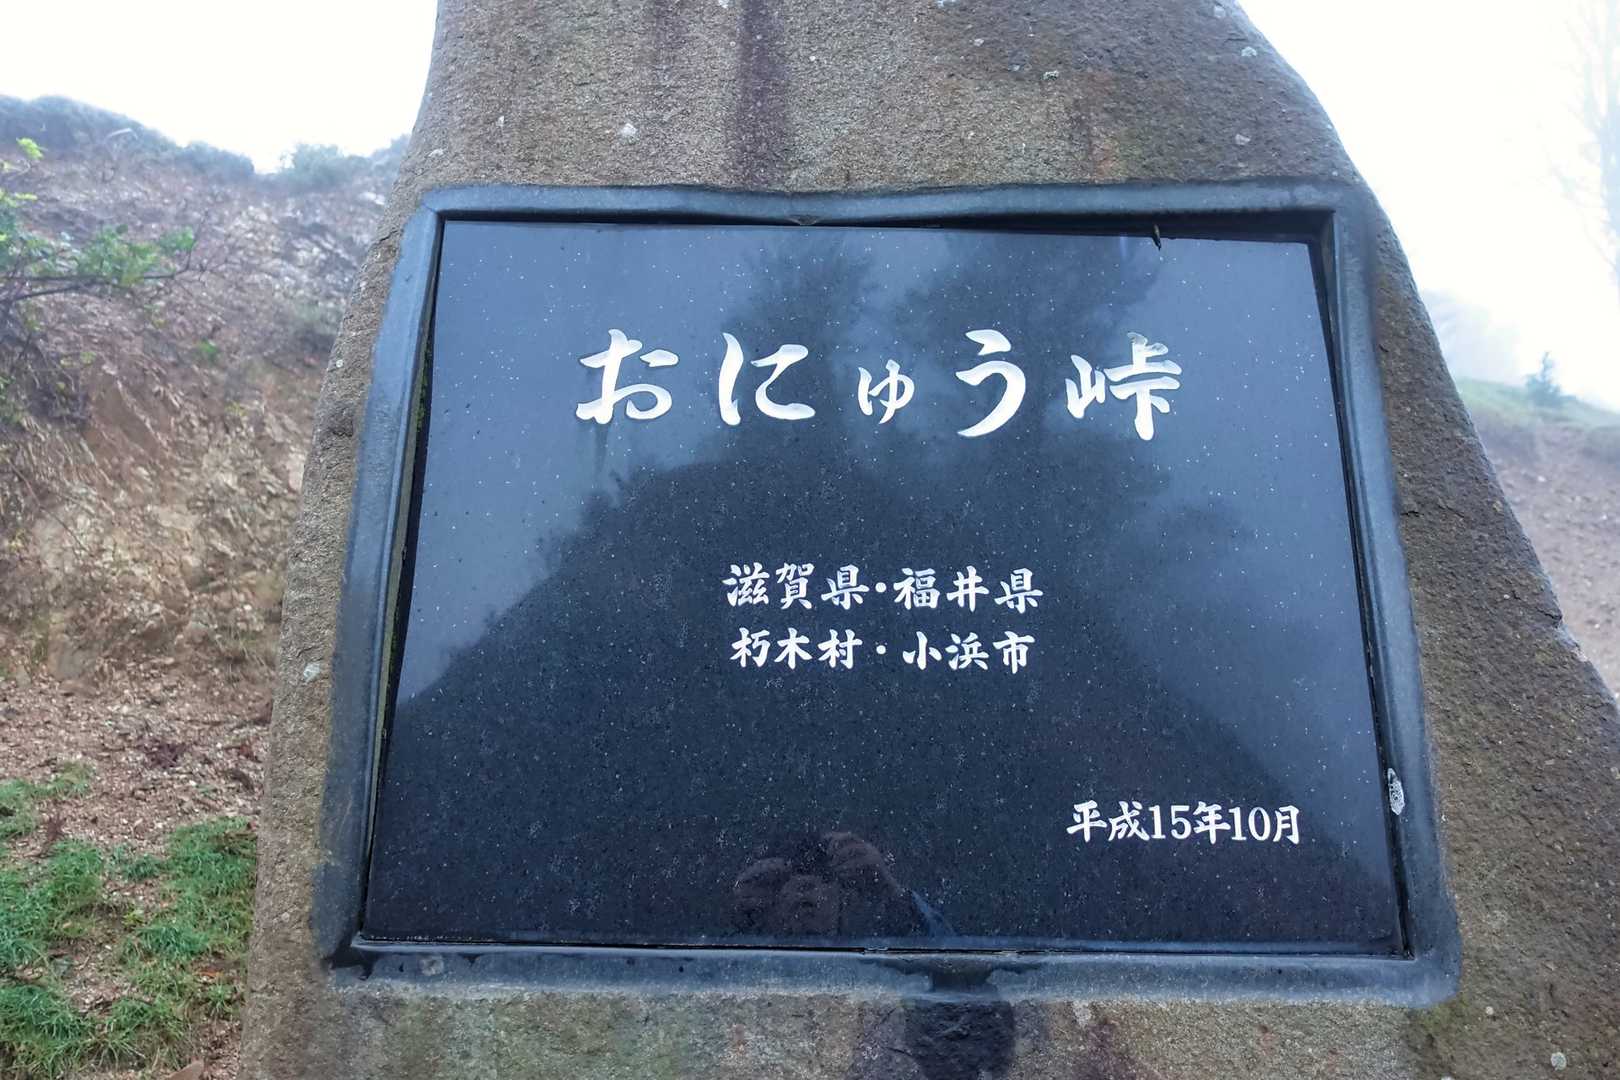 おにゅう峠
滋賀県・福井県
朽木村・小浜市
平成15年10月